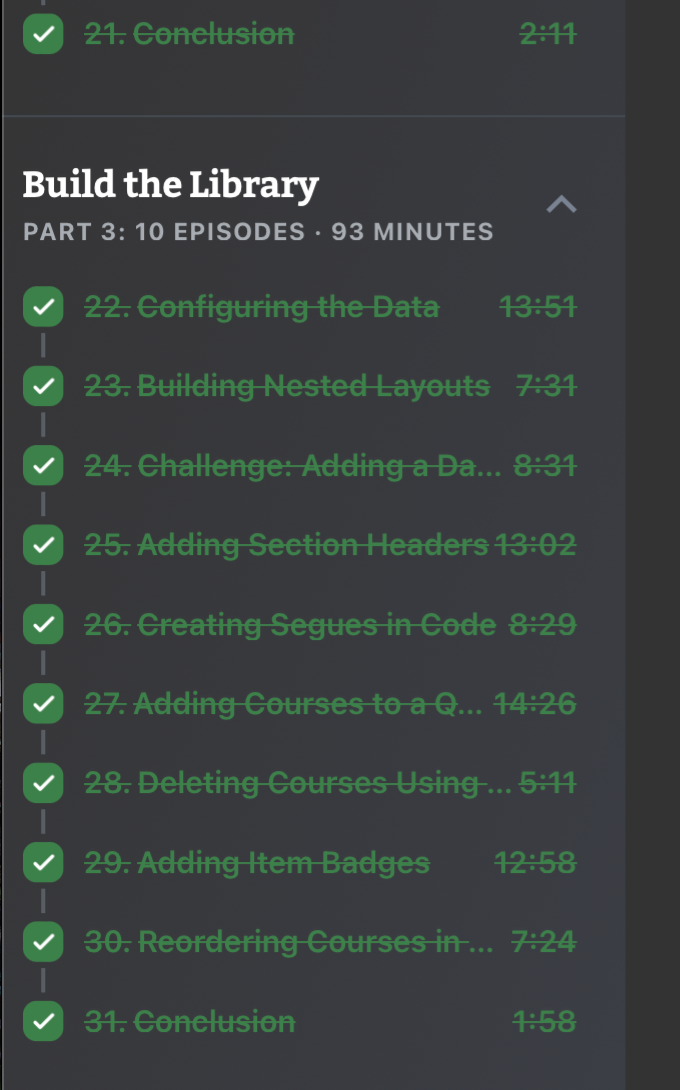 21. Conclusion 2:11
Build the Library
PART 3: 10 EPISODES · 93 MINUTES
22. Configuring the Data 13:51
23. Building Nested Layouts 7:31
24. Challenge: Adding a Da... 8:31
25. Adding Section Headers 13:02
26. Creating Segues in Code 8:29
27. Adding Courses to a Q... 14:26
28. Deleting Courses Using ... 5:11
29. Adding Item Badges 12:58
30. Reordering Courses in ... 7:24
31. Conclusion 1:58